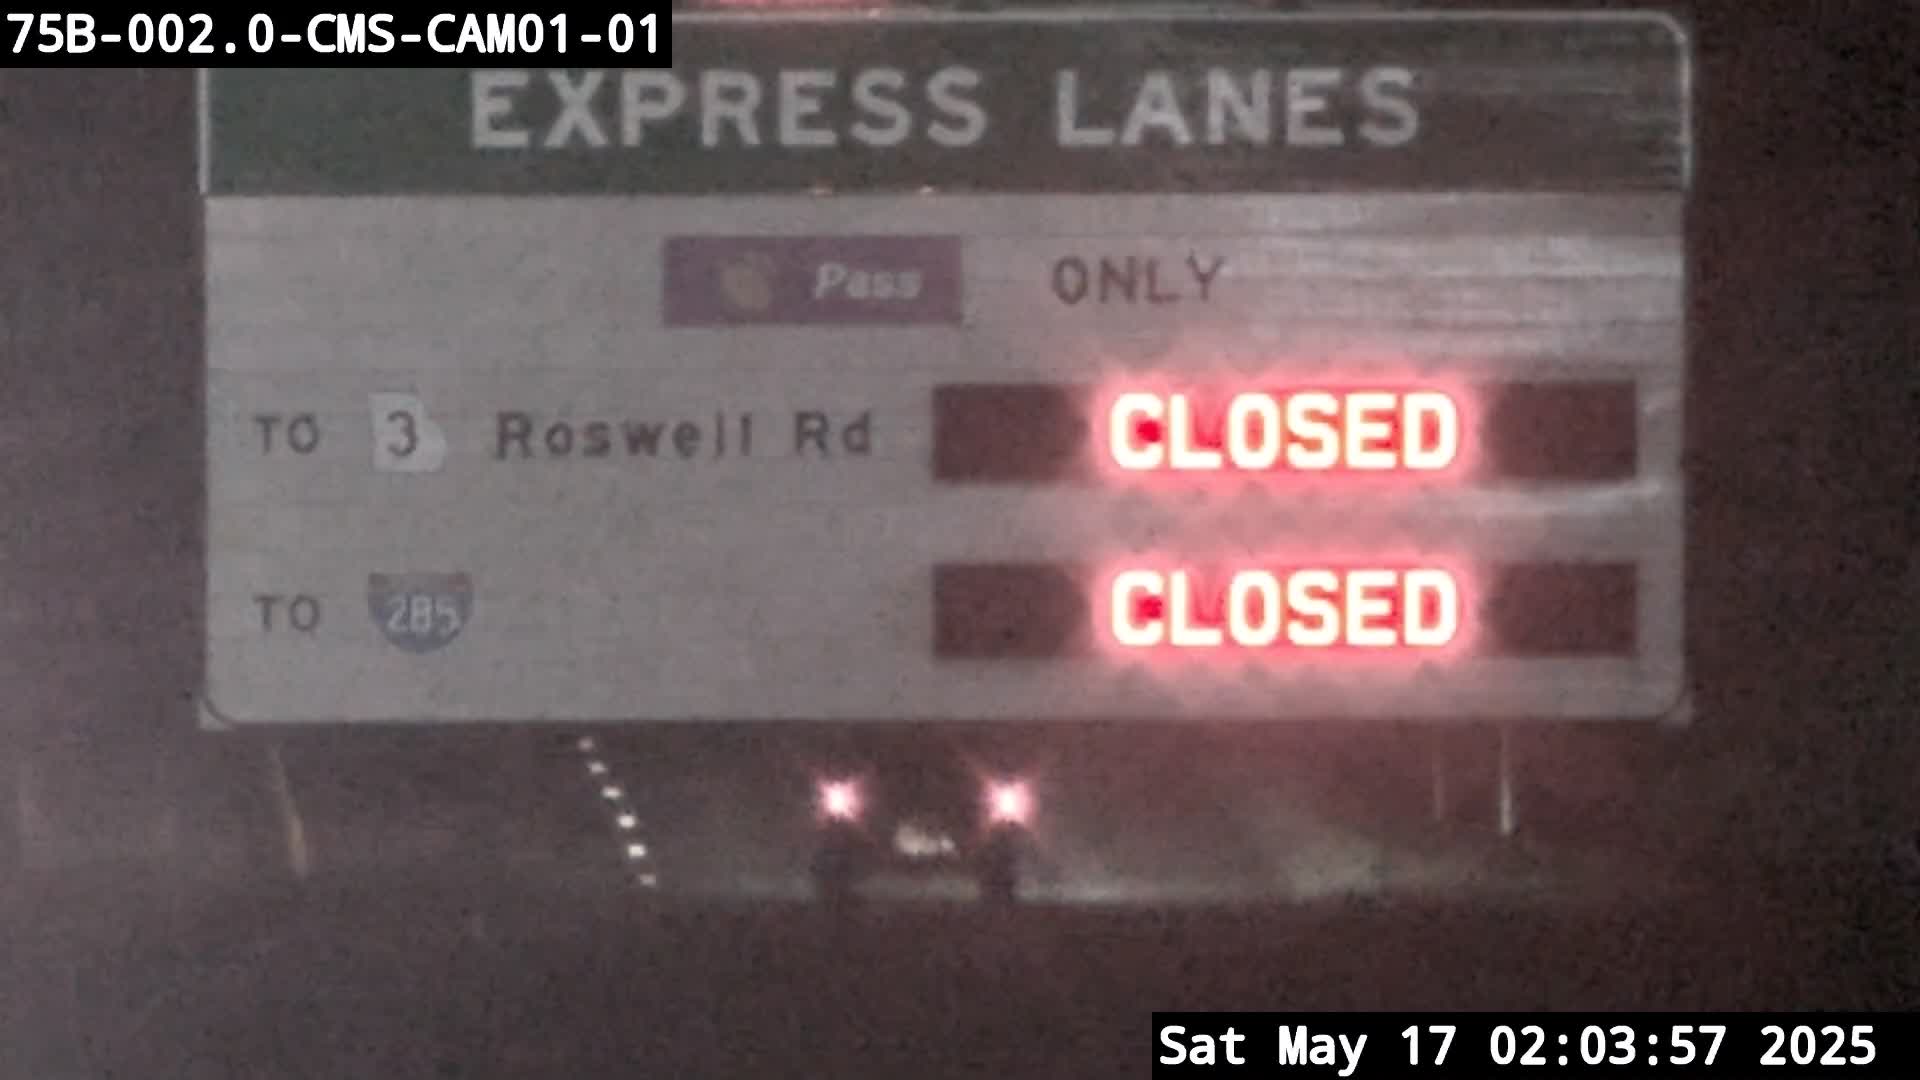 75B-002.0-CMS-CAM01-01
EXPRESS LANES
Pass ONLY
TO 3 Roswell Rd CLOSED
TO 285 CLOSED
Sat May 17 02:03:57 2025